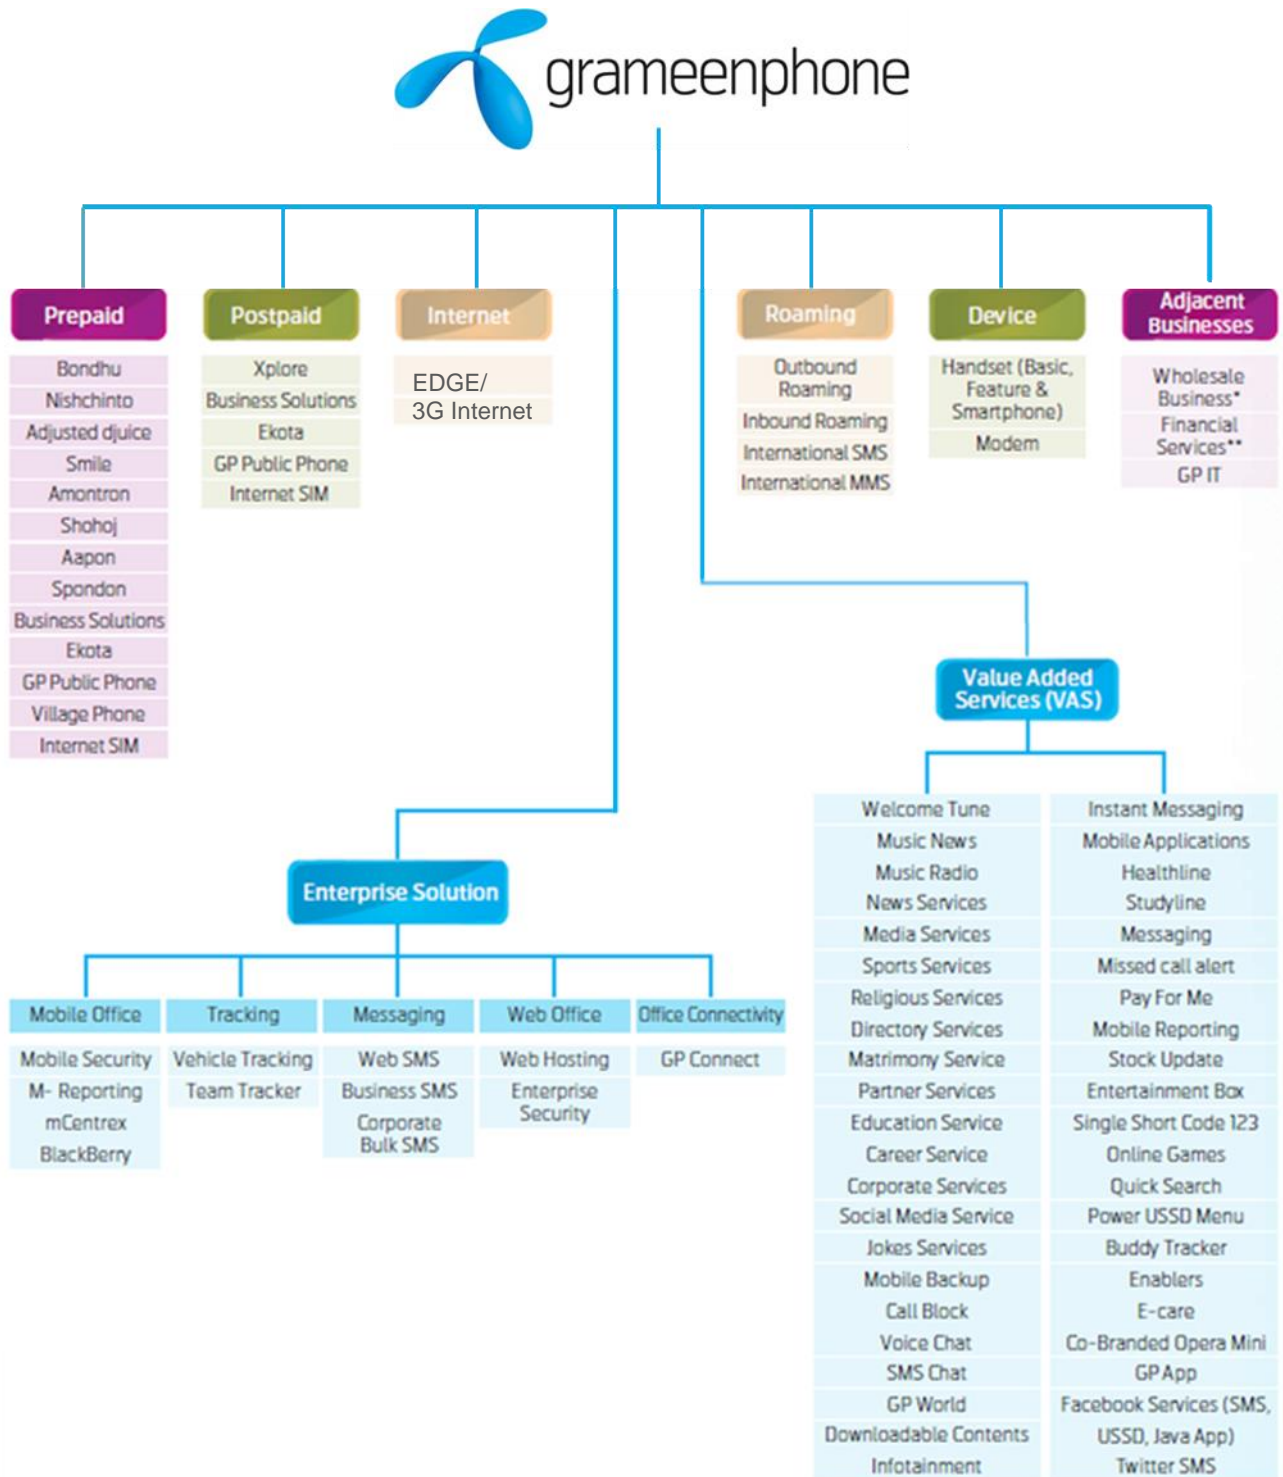 grameenphone
Prepaid
Bondhu
Nishchinto
Adjusted djuice
Smile
Amontron
Shohoj
Aapon
Spondon
Business Solutions
Ekota
GP Public Phone
Village Phone
Internet SIM
Postpaid
Xplore
Business Solutions
Ekota
GP Public Phone
Internet SIM
Internet
EDGE/
3G Internet
Roaming
Outbound
Roaming
Inbound Roaming
International SMS
International MMS
Device
Handset (Basic,
Feature &
Smartphone)
Modem
Adjacent
Businesses
Wholesale
Business*
Financial
Services**
GP IT
Enterprise Solution
Mobile Office
Mobile Security
M- Reporting
mCentrex
BlackBerry
Tracking
Vehicle Tracking
Team Tracker
Messaging
Web SMS
Business SMS
Corporate
Bulk SMS
Web Office
Web Hosting
Enterprise
Security
Office Connectivity
GP Connect
Value Added
Services (VAS)
Welcome Tune
Music News
Music Radio
News Services
Media Services
Sports Services
Religious Services
Directory Services
Matrimony Service
Partner Services
Education Service
Career Service
Corporate Services
Social Media Service
Jokes Services
Mobile Backup
Call Block
Voice Chat
SMS Chat
GP World
Downloadable Contents
Infotainment
Instant Messaging
Mobile Applications
Healthline
Studyline
Messaging
Missed call alert
Pay For Me
Mobile Reporting
Stock Update
Entertainment Box
Single Short Code 123
Online Games
Quick Search
Power USSD Menu
Buddy Tracker
Enablers
E-care
Co-Branded Opera Mini
GP App
Facebook Services (SMS,
USSD, Java App)
Twitter SMS